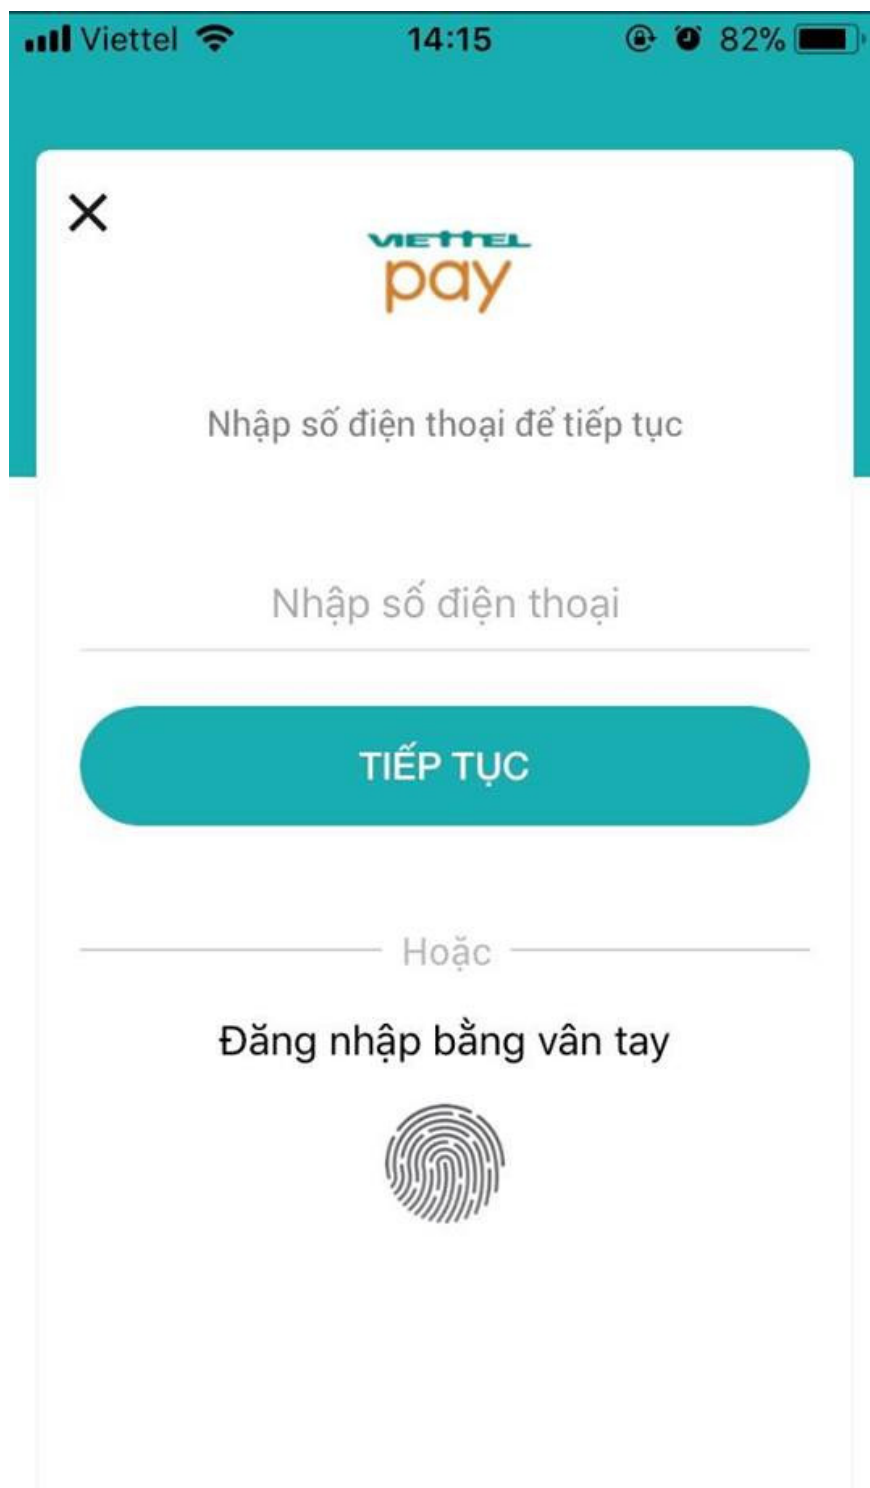 Viettel 14:15 82%
VIETTEL
pay
Nhập số điện thoại để tiếp tục
Nhập số điện thoại
TIẾP TỤC
Hoặc
Đăng nhập bằng vân tay